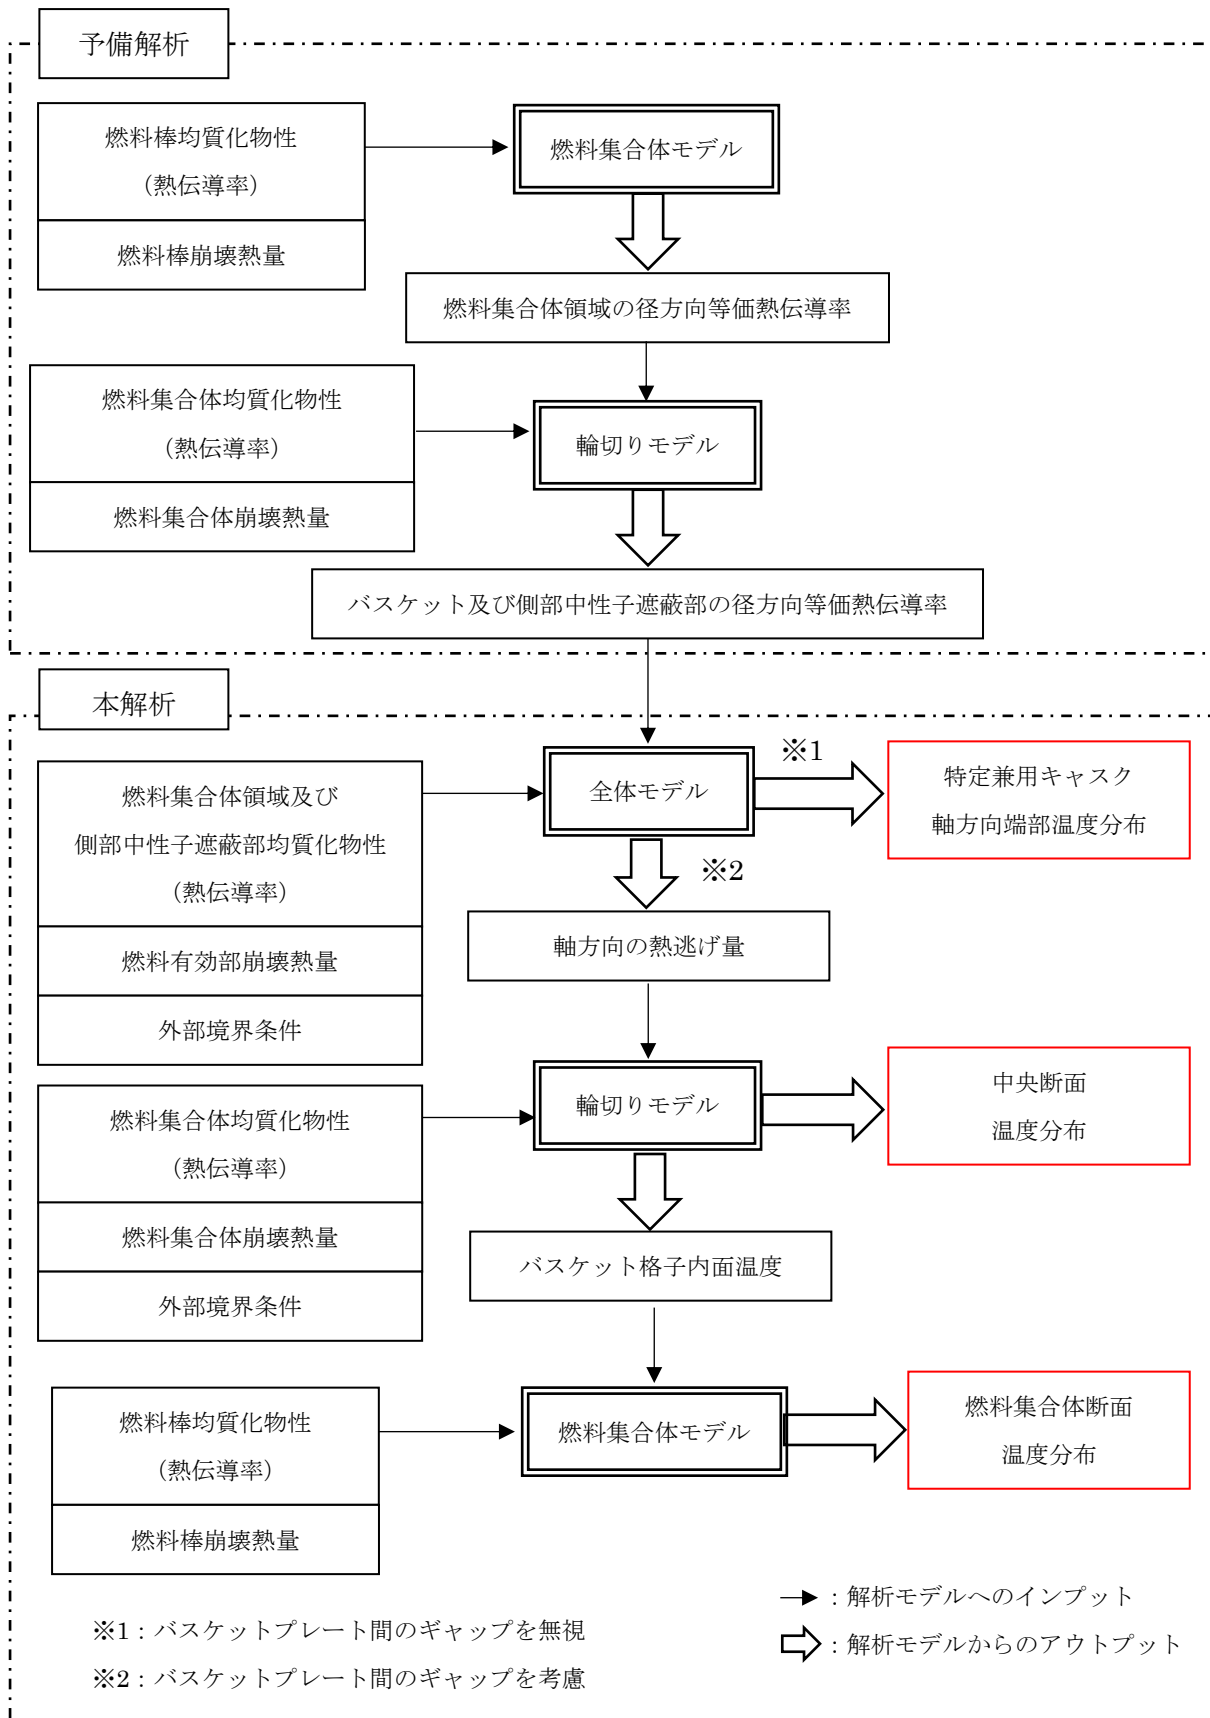 予備解析
燃料棒均質化物性
（熱伝導率）
燃料棒崩壊熱量
燃料集合体モデル
燃料集合体領域の径方向等価熱伝導率
燃料集合体均質化物性
（熱伝導率）
燃料集合体崩壊熱量
輪切りモデル
バスケット及び側部中性子遮蔽部の径方向等価熱伝導率
本解析
燃料集合体領域及び
側部中性子遮蔽部均質化物性
（熱伝導率）
燃料有効部崩壊熱量
外部境界条件
全体モデル
※1
特定兼用キャスク
軸方向端部温度分布
※2
軸方向の熱逃げ量
燃料集合体均質化物性
（熱伝導率）
燃料集合体崩壊熱量
外部境界条件
輪切りモデル
中央断面
温度分布
バスケット格子内面温度
燃料棒均質化物性
（熱伝導率）
燃料棒崩壊熱量
燃料集合体モデル
燃料集合体断面
温度分布
：解析モデルへのインプット
：解析モデルからのアウトプット
※1：バスケットプレート間のギャップを無視
※2：バスケットプレート間のギャップを考慮